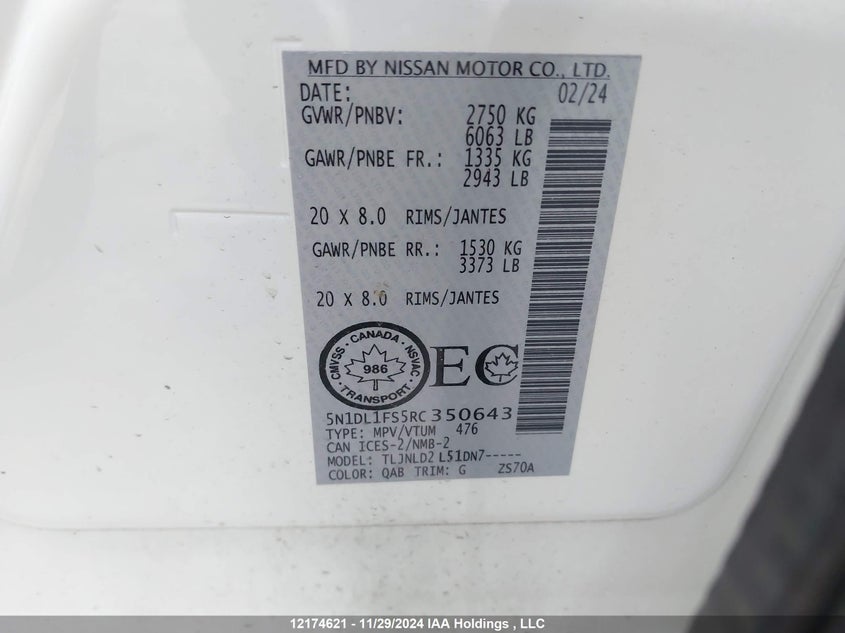 MFD BY NISSAN MOTOR CO., LTD.
DATE: 02/24
GVWR/PNBV: 2750 KG
6063 LB
GAWR/PNBE FR.: 1335 KG
2943 LB
20 X 8.0 RIMS/JANTES
GAWR/PNBE RR.: 1530 KG
3373 LB
20 X 8.0 RIMS/JANTES
CANADA
CMVSS NSVAC
986
TRANSPORT
EC
5N1DL1FS5RC350643
TYPE: MPV/VTUM 476
CAN ICES-2/NMB-2
MODEL: TLJNLD2 L51DN7-----
COLOR: QAB TRIM: G ZS70A
12174621 - 11/29/2024 IAA Holdings , LLC